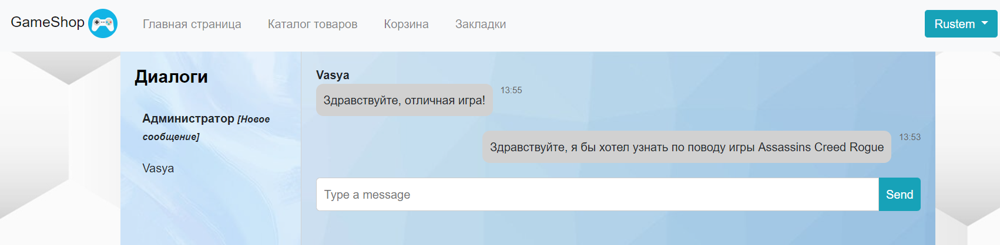 GameShop
Главная страница
Каталог товаров
Корзина
Закладки
Rustem
Диалоги
Администратор [Новое
сообщение]
Vasya
Vasya
Здравствуйте, отличная игра!
13:55
Здравствуйте, я бы хотел узнать по поводу игры Assassins Creed Rogue
13:53
Type a message
Send